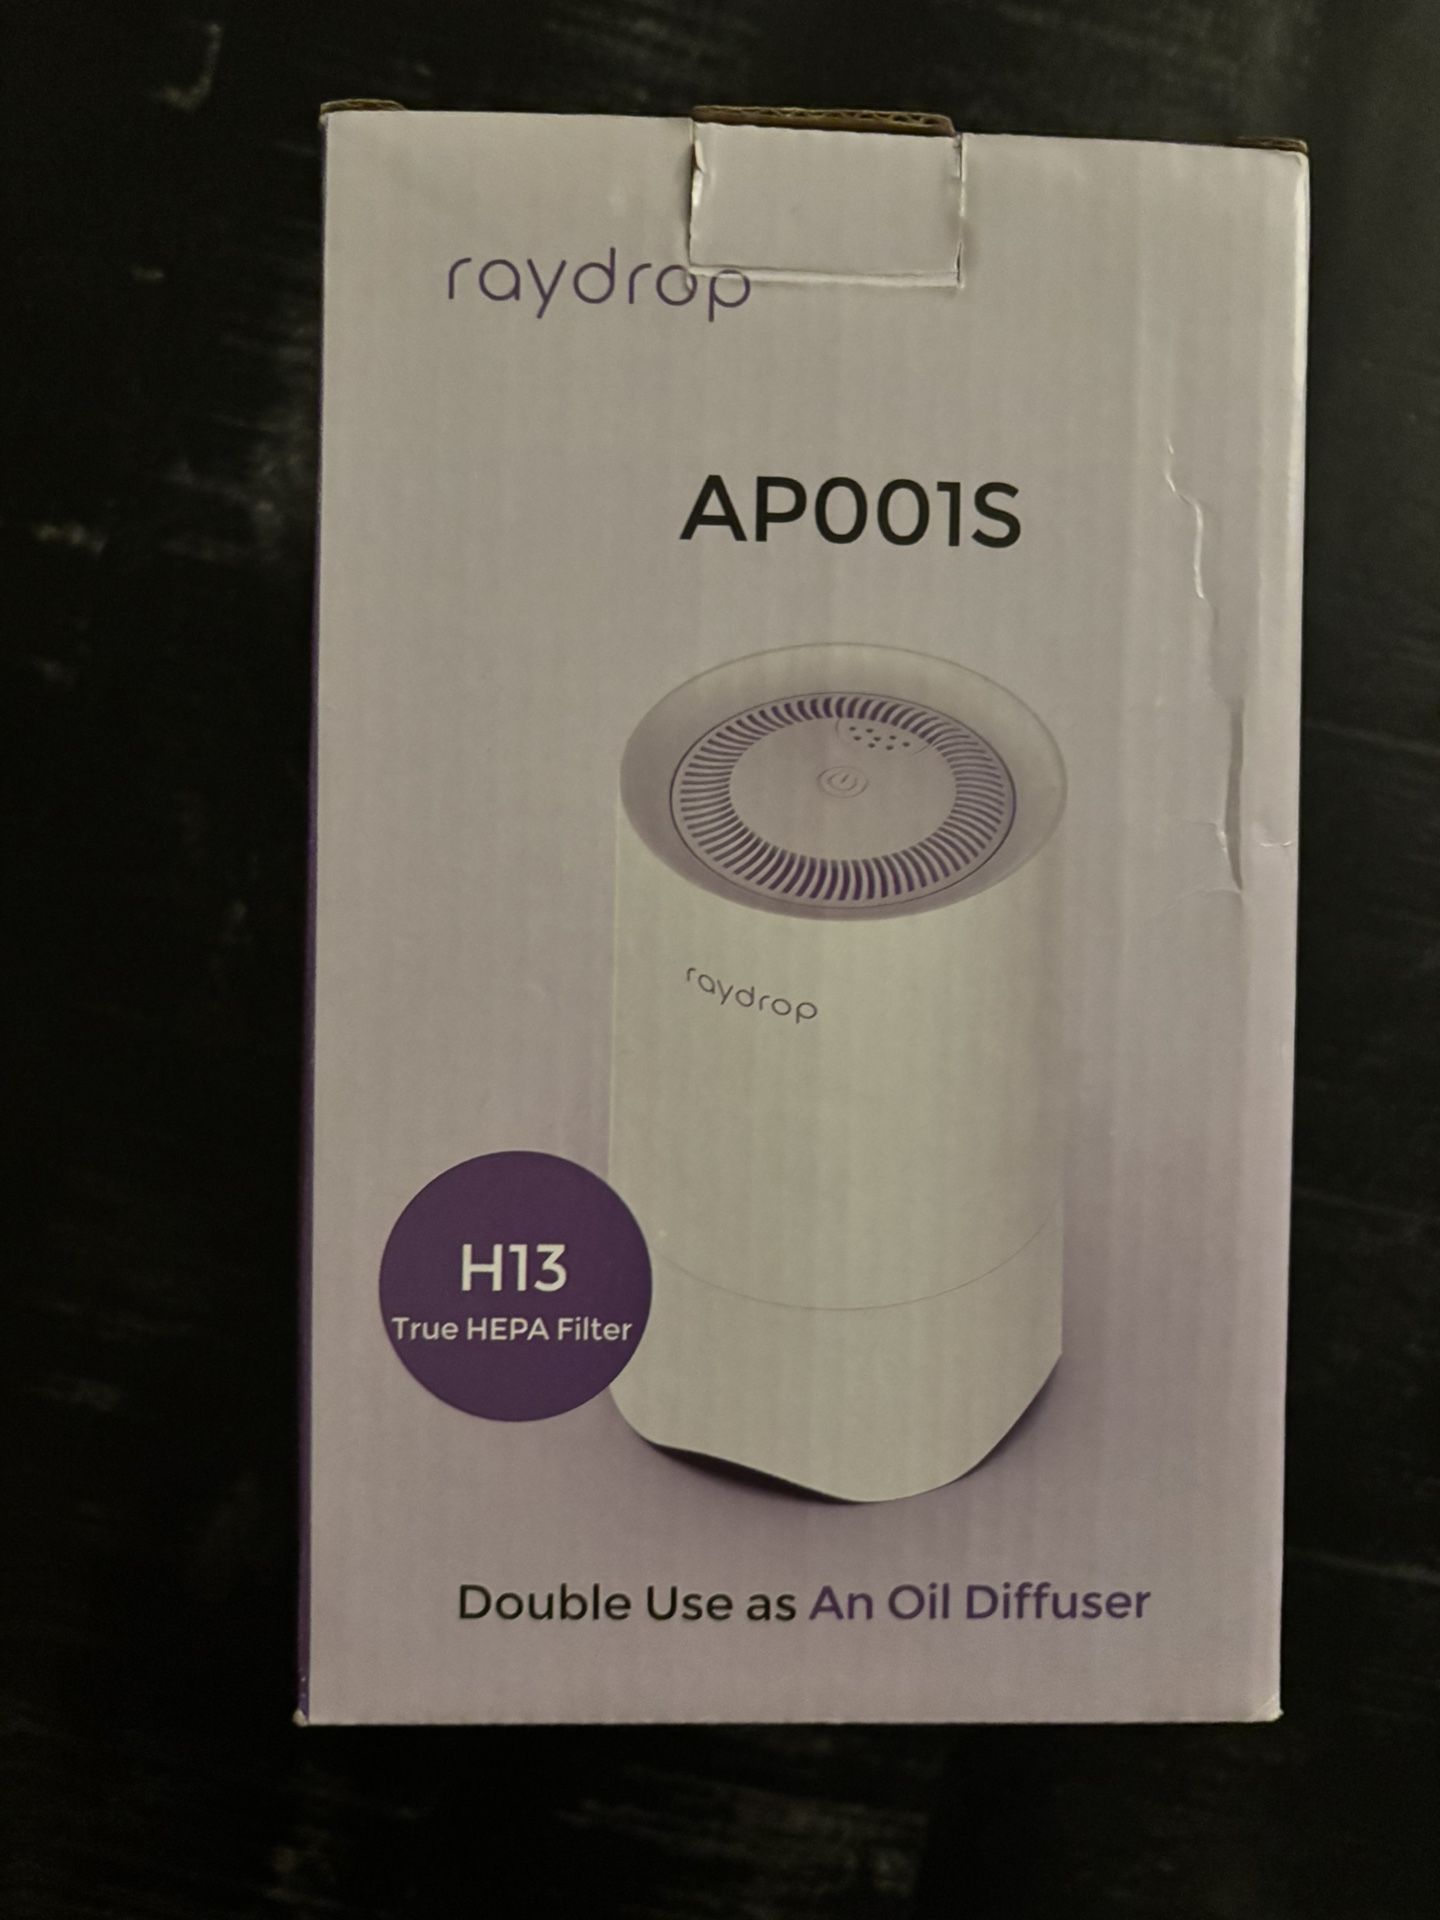 raydrop
AP001S
raydrop
H13
True HEPA Filter
Double Use as An Oil Diffuser